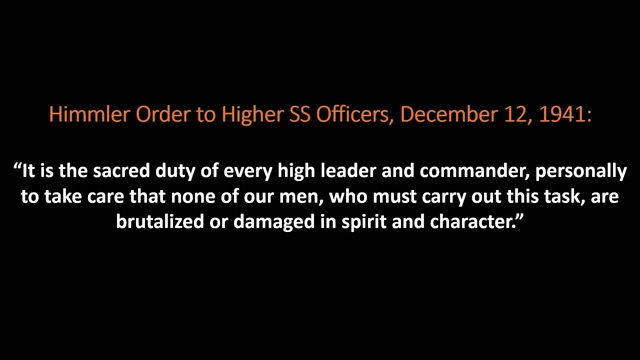 Himmler Order to Higher SS Officers, December 12, 1941:
“It is the sacred duty of every high leader and commander, personally
to take care that none of our men, who must carry out this task, are
brutalized or damaged in spirit and character.”